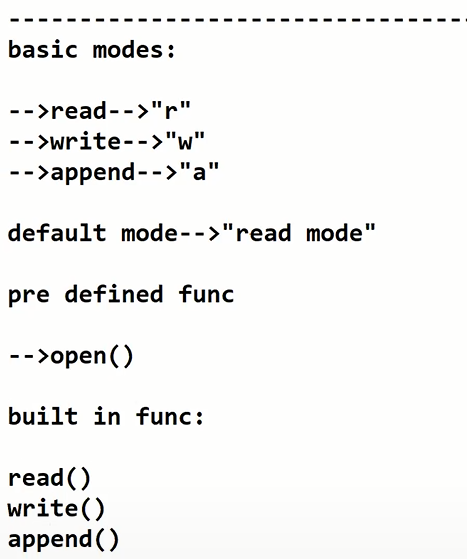 ---------------------------------
basic modes:
-->read-->"r"
-->write-->"w"
-->append-->"a"
default mode-->"read mode"
pre defined func
-->open()
built in func:
read()
write()
append()